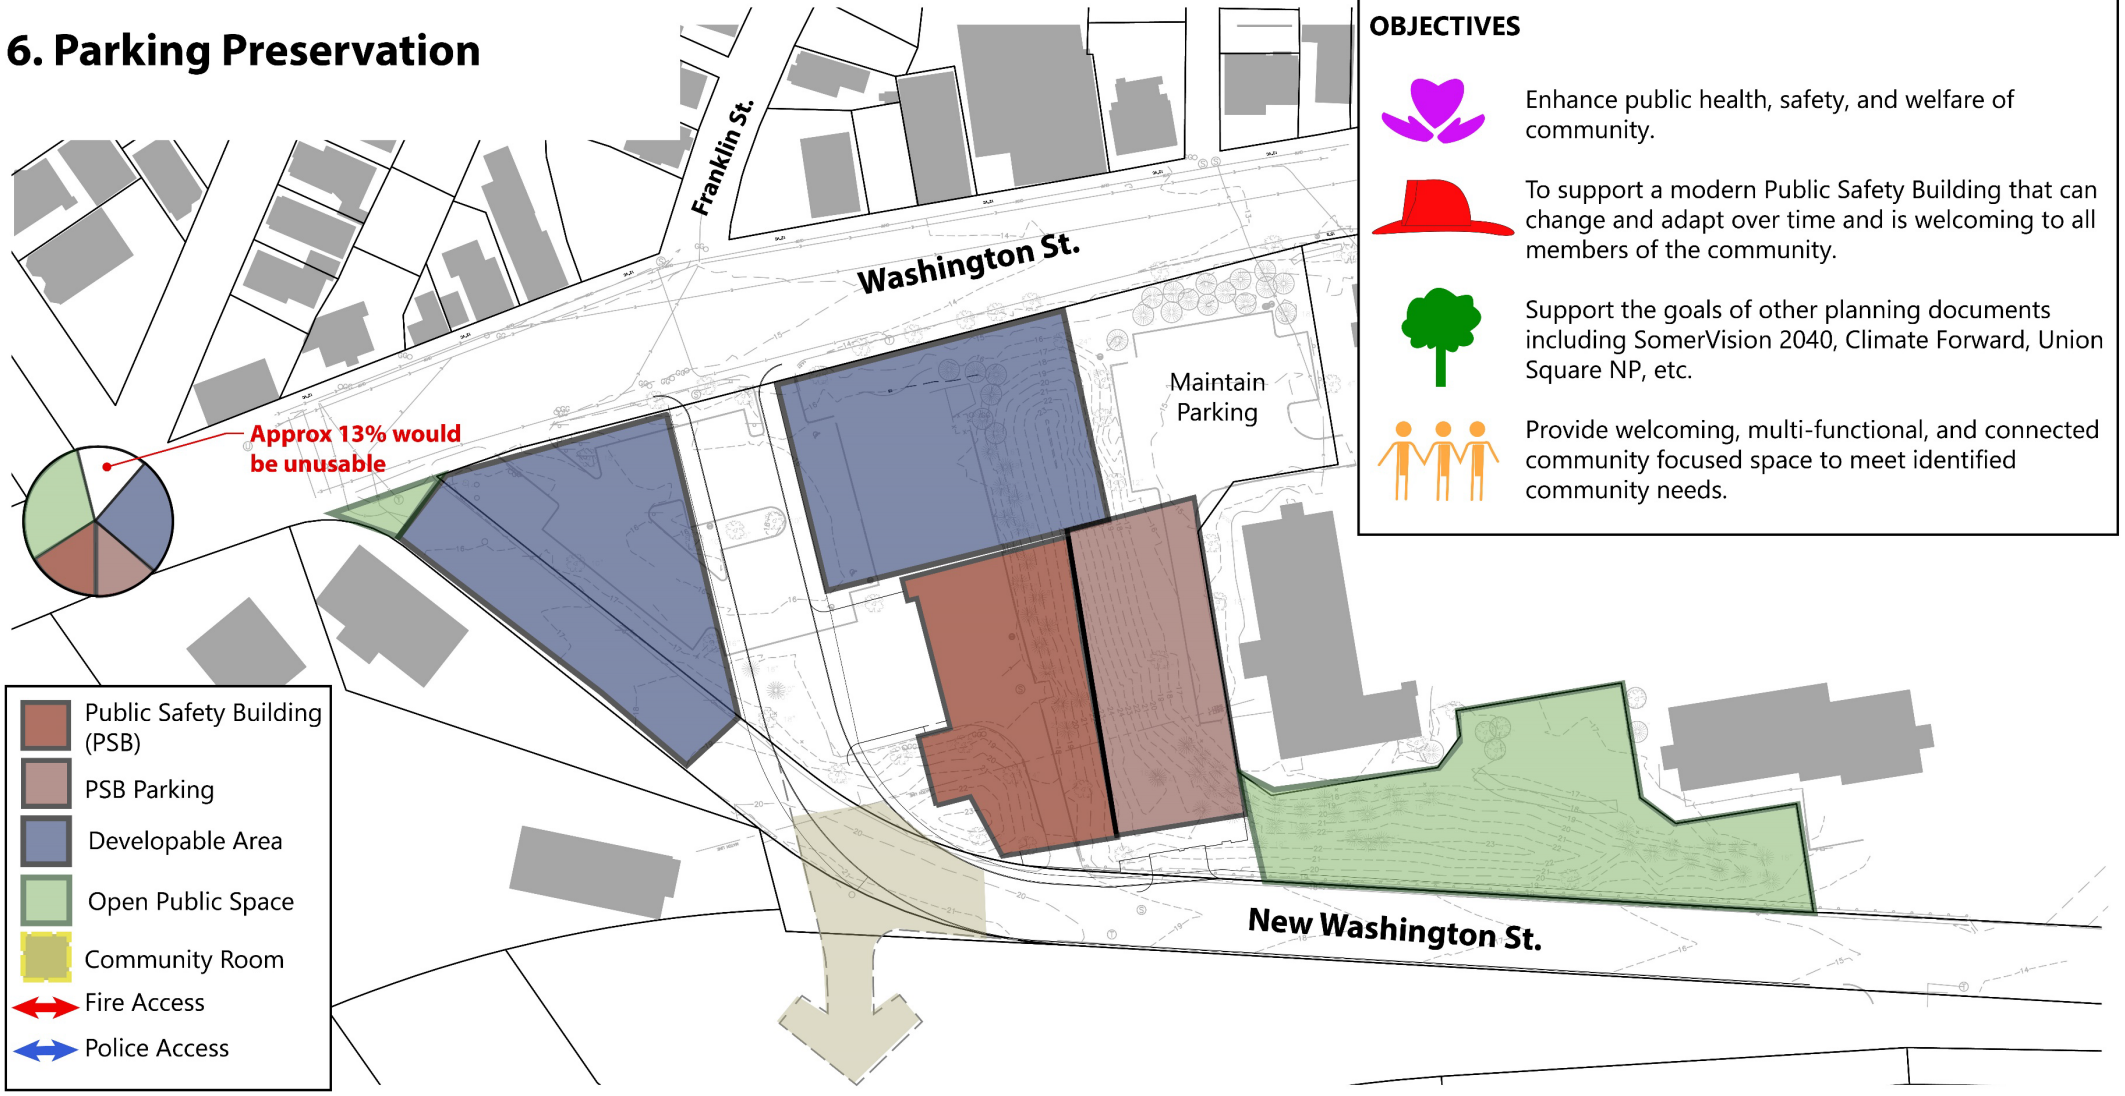 6. Parking Preservation
OBJECTIVES
Enhance public health, safety, and welfare of
community.
To support a modern Public Safety Building that can
change and adapt over time and is welcoming to all
members of the community.
Support the goals of other planning documents
including SomerVision 2040, Climate Forward, Union
Square NP, etc.
Provide welcoming, multi-functional, and connected
community focused space to meet identified
community needs.
Franklin St.
Washington St.
Maintain
Parking
Approx 13% would
be unusable
New Washington St.
Public Safety Building
(PSB)
PSB Parking
Developable Area
Open Public Space
Community Room
Fire Access
Police Access